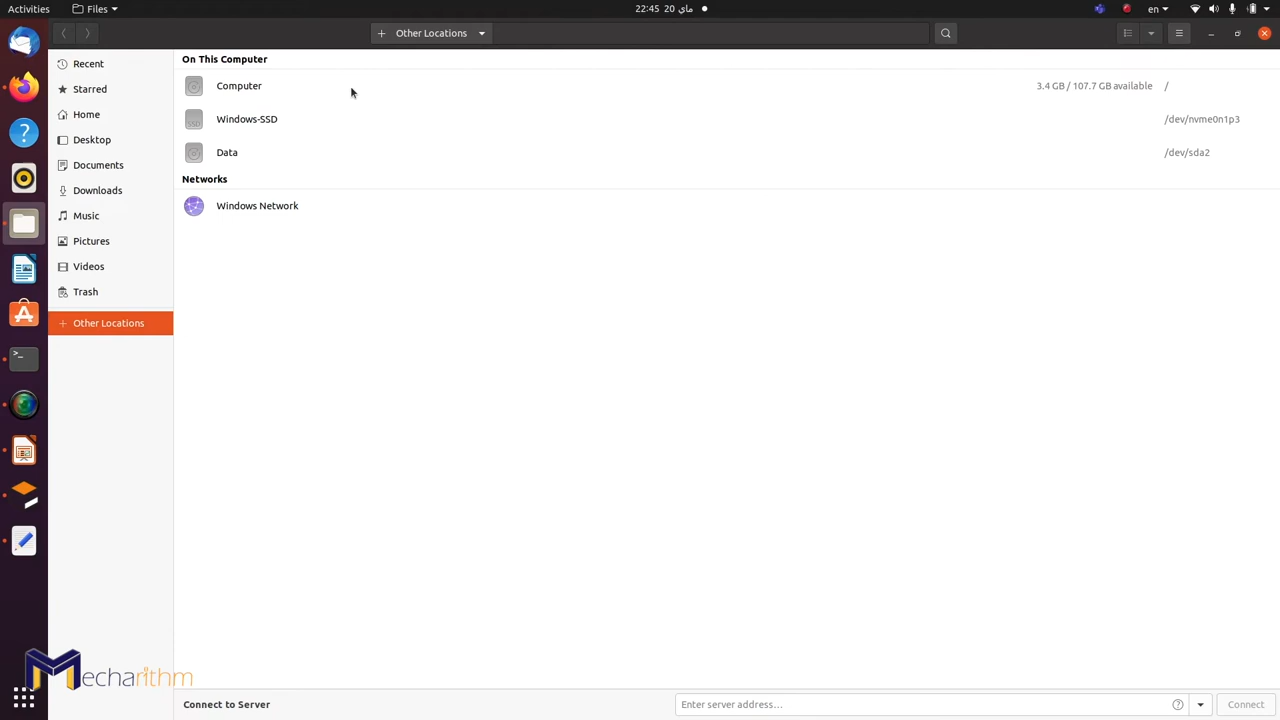 Activities
Files
22:45 20 ماي
en
Other Locations
Recent
Starred
Home
Desktop
Documents
Downloads
Music
Pictures
Videos
Trash
Other Locations
On This Computer
Computer 3.4 GB / 107.7 GB available /
Windows-SSD /dev/nvme0n1p3
Data /dev/sda2
Networks
Windows Network
Mecharithm
Connect to Server
Enter server address…
Connect